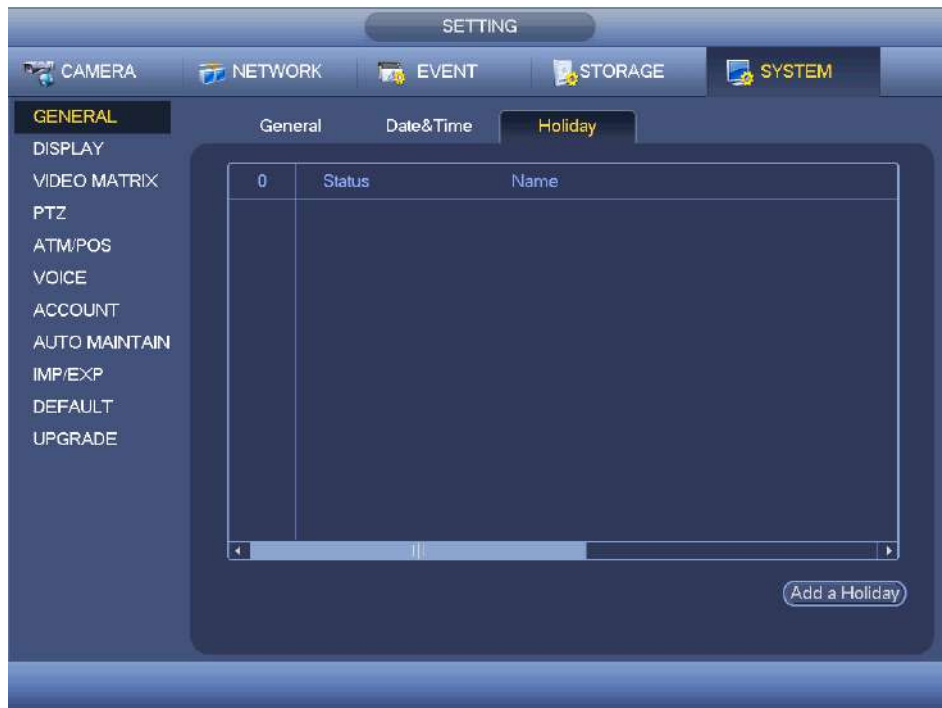 SETTING
CAMERA NETWORK EVENT STORAGE SYSTEM
GENERAL
DISPLAY
VIDEO MATRIX
PTZ
ATM/POS
VOICE
ACCOUNT
AUTO MAINTAIN
IMP/EXP
DEFAULT
UPGRADE
General Date&Time Holiday
0 Status Name
Add a Holiday